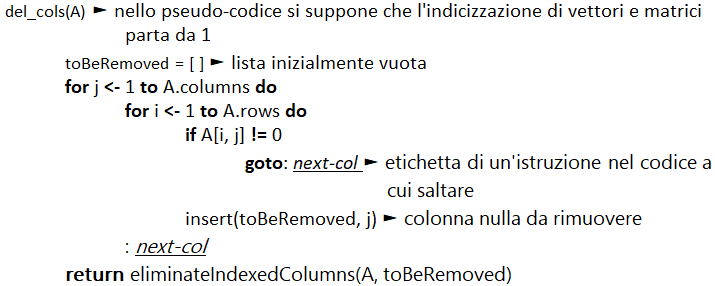 del_cols(A) ► nello pseudo-codice si suppone che l'indicizzazione di vettori e matrici
parta da 1
toBeRemoved = [ ] ► lista inizialmente vuota
for j <- 1 to A.columns do
for i <- 1 to A.rows do
if A[i, j] != 0
goto: next-col ► etichetta di un'istruzione nel codice a
cui saltare
insert(toBeRemoved, j) ► colonna nulla da rimuovere
: next-col
return eliminateIndexedColumns(A, toBeRemoved)